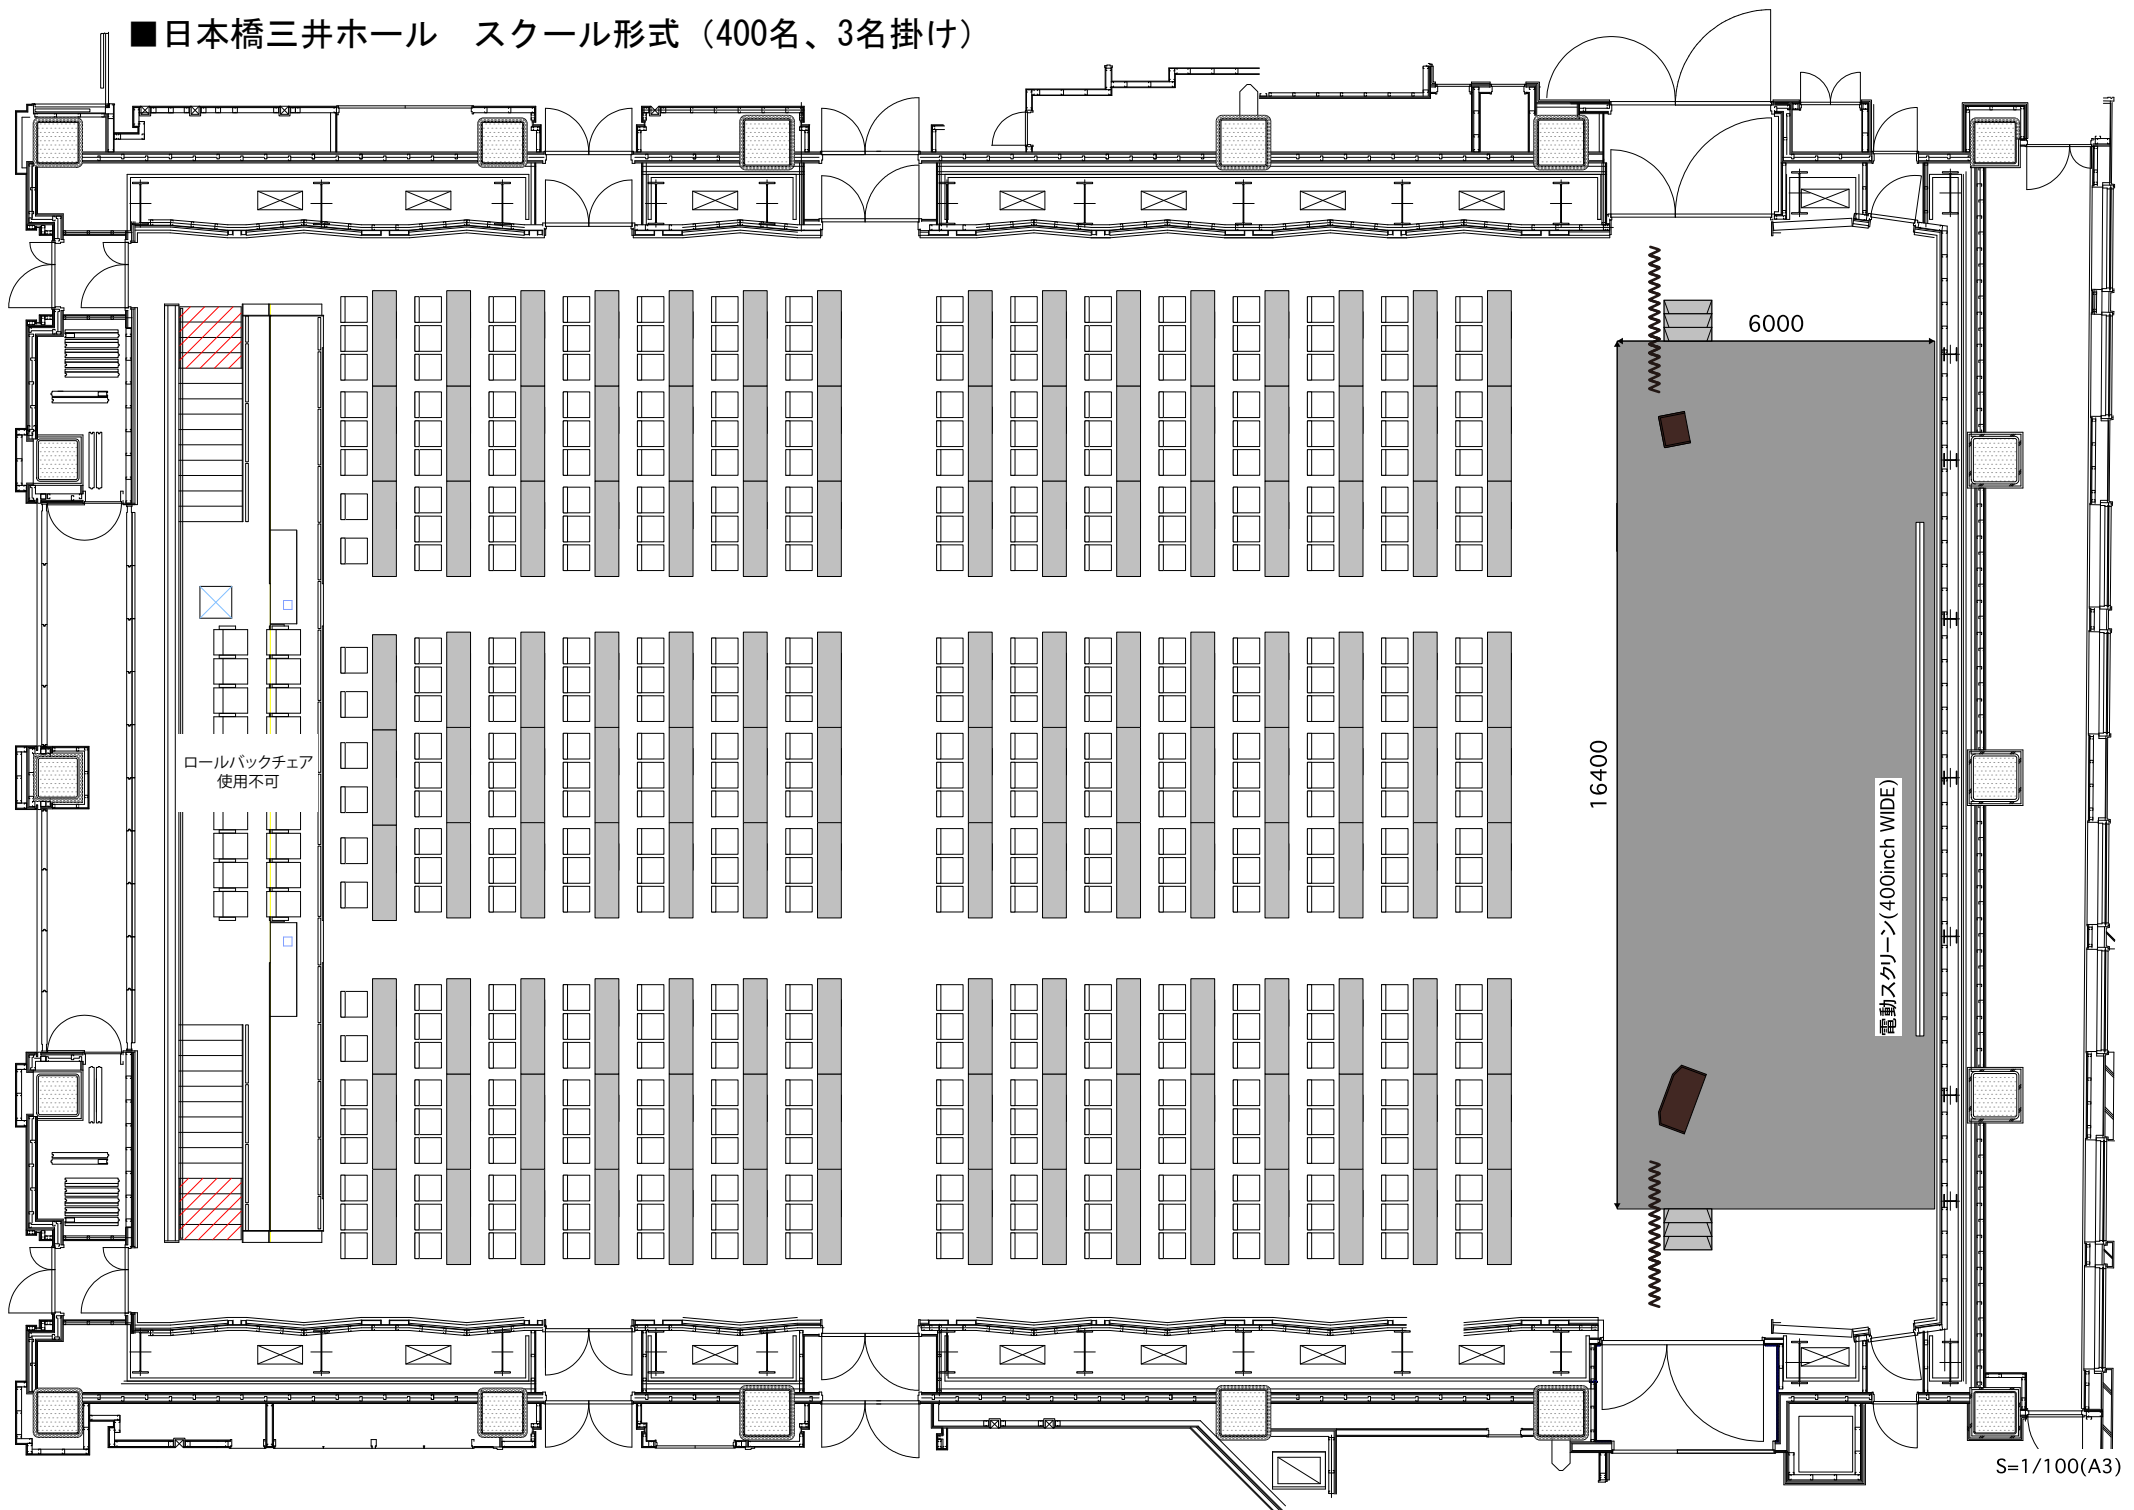 ■日本橋三井ホール　スクール形式（400名、3名掛け）
6000
ロールバックチェア
使用不可
16400
電動スクリーン(400inch WIDE)
S=1/100(A3)